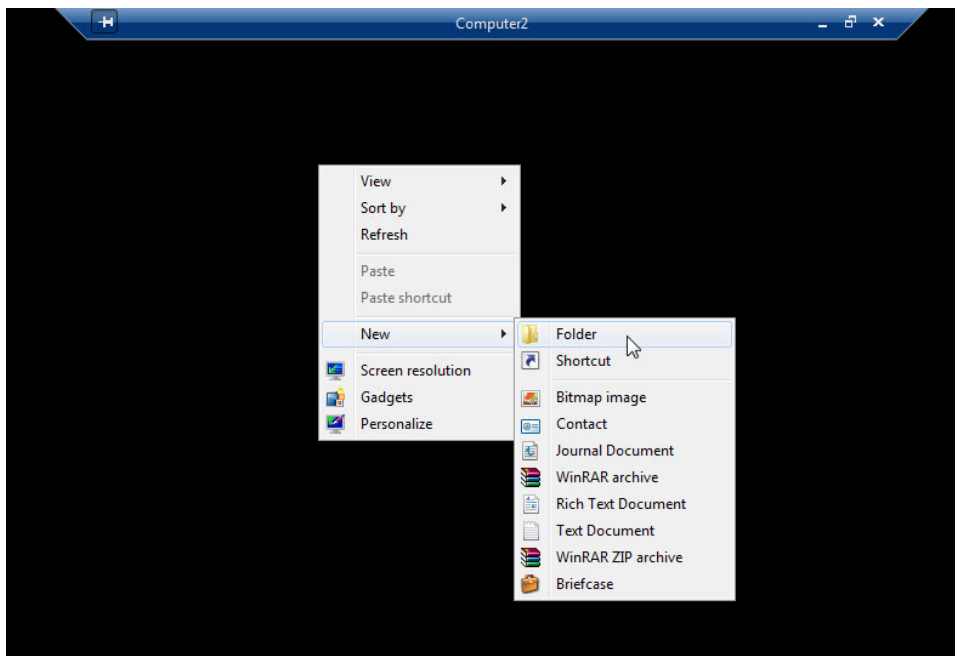 Computer2
View
Sort by
Refresh
Paste
Paste shortcut
New
Screen resolution
Gadgets
Personalize
Folder
Shortcut
Bitmap image
Contact
Journal Document
WinRAR archive
Rich Text Document
Text Document
WinRAR ZIP archive
Briefcase